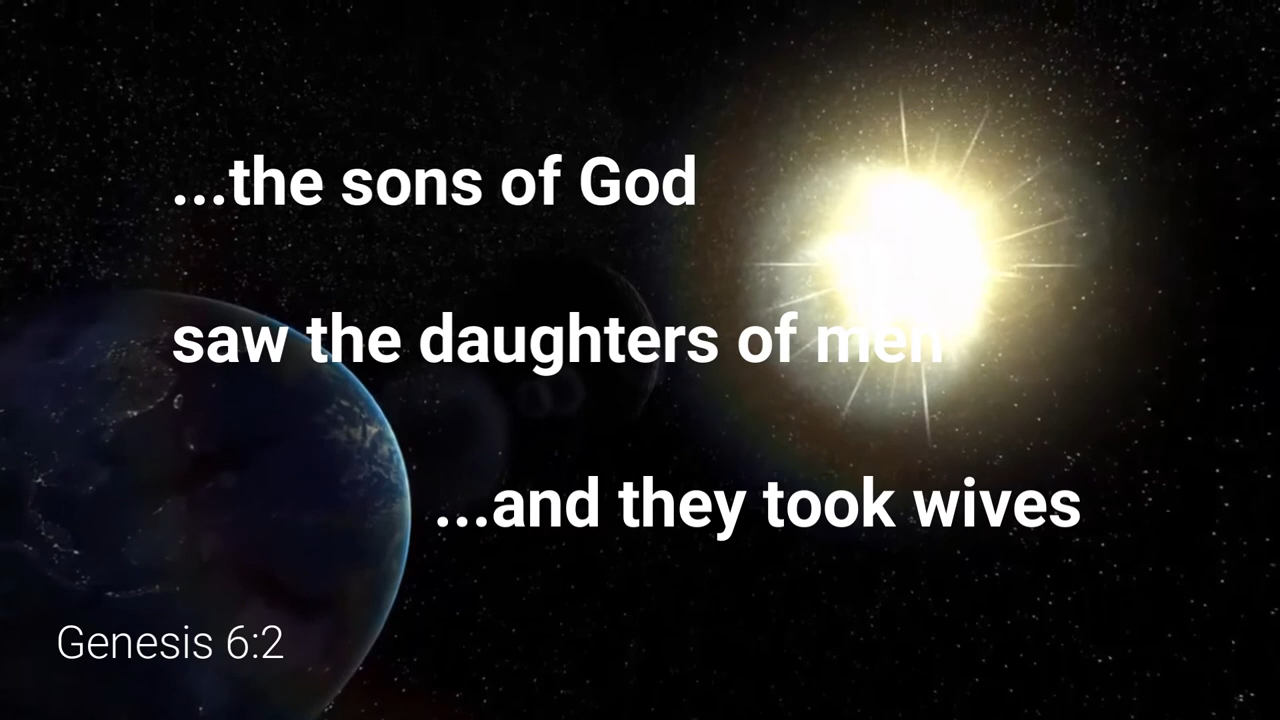 ...the sons of God
saw the daughters of men
...and they took wives
Genesis 6:2